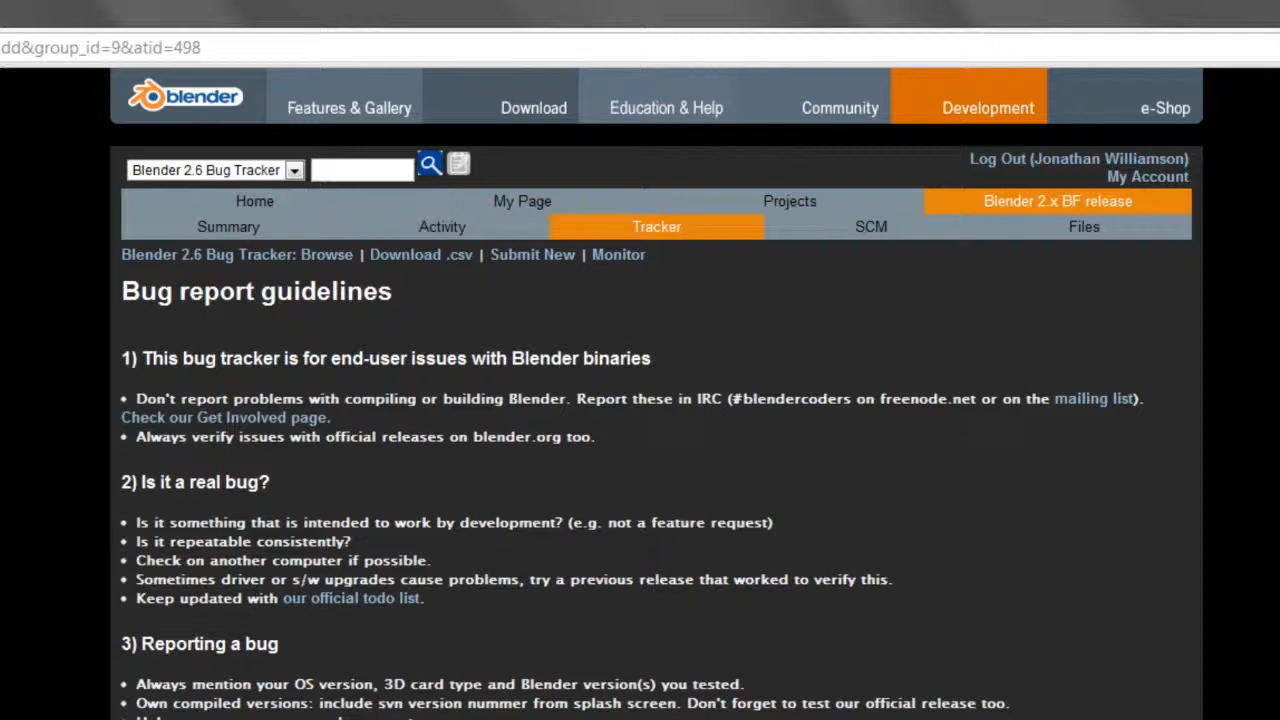 dd&group_id=9&atid=498
blender
Features & Gallery Download Education & Help Community Development e-Shop
Blender 2.6 Bug Tracker
Log Out (Jonathan Williamson)
My Account
Home My Page Projects Blender 2.x BF release
Summary Activity Tracker SCM Files
Blender 2.6 Bug Tracker: Browse | Download .csv | Submit New | Monitor
Bug report guidelines
1) This bug tracker is for end-user issues with Blender binaries
• Don't report problems with compiling or building Blender. Report these in IRC (#blendercoders on freenode.net or on the mailing list).
Check our Get Involved page.
• Always verify issues with official releases on blender.org too.
2) Is it a real bug?
• Is it something that is intended to work by development? (e.g. not a feature request)
• Is it repeatable consistently?
• Check on another computer if possible.
• Sometimes driver or s/w upgrades cause problems, try a previous release that worked to verify this.
• Keep updated with our official todo list.
3) Reporting a bug
• Always mention your OS version, 3D card type and Blender version(s) you tested.
• Own compiled versions: include svn version nummer from splash screen. Don't forget to test our official release too.